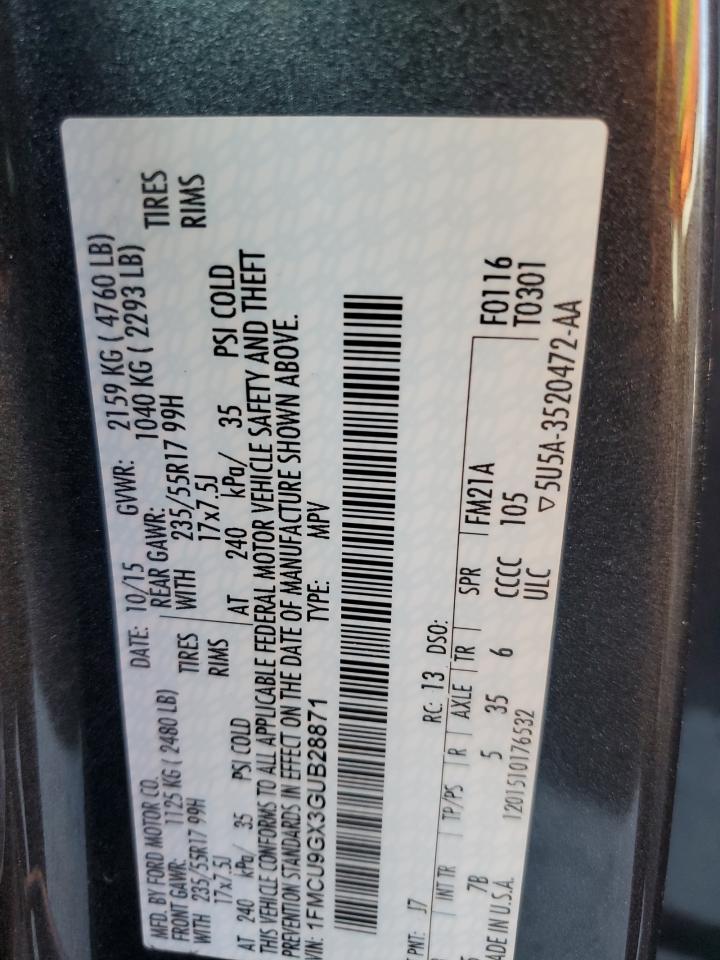 MFD. BY FORD MOTOR CO.
DATE: 10/15 GVWR: 2159 KG ( 4760 LB)
FRONT GAWR: 1125 KG ( 2480 LB) REAR GAWR: 1040 KG ( 2293 LB)
WITH 235/55R17 99H TIRES WITH 235/55R17 99H TIRES
17x7.5J RIMS 17x7.5J RIMS
AT 240 kPa/ 35 PSI COLD AT 240 kPa/ 35 PSI COLD
THIS VEHICLE CONFORMS TO ALL APPLICABLE FEDERAL MOTOR VEHICLE SAFETY AND THEFT
PREVENTION STANDARDS IN EFFECT ON THE DATE OF MANUFACTURE SHOWN ABOVE.
VIN: 1FMCU9GX3GUB28871 TYPE: MPV
PNT: J7 RC: 13 DSO: F0116
T0301
INT TR TP/PS R AXLE TR SPR FM21A
7B 5 35 6 CCCC 105
ULC
MADE IN U.S.A. 1201510176532 ▽5U5A-3520472-AA